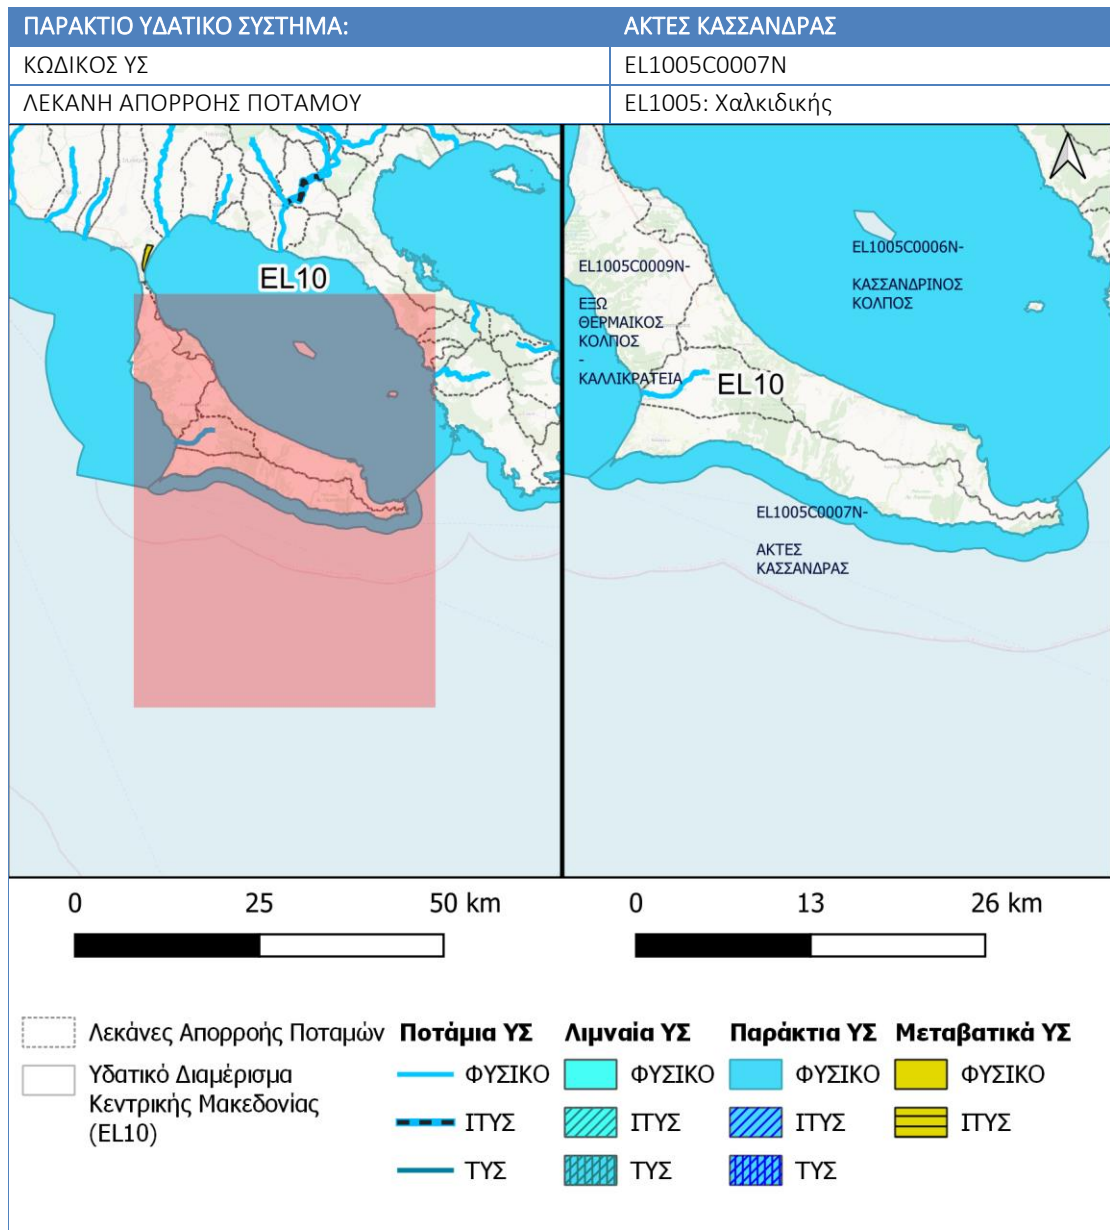 ΠΑΡΑΚΤΙΟ ΥΔΑΤΙΚΟ ΣΥΣΤΗΜΑ: ΑΚΤΕΣ ΚΑΣΣΑΝΔΡΑΣ
ΚΩΔΙΚΟΣ ΥΣ EL1005C0007N
ΛΕΚΑΝΗ ΑΠΟΡΡΟΗΣ ΠΟΤΑΜΟΥ EL1005: Χαλκιδικής
EL10
EL1005C0009N-
ΕΞΩ
ΘΕΡΜΑΙΚΟΣ
ΚΟΛΠΟΣ
-
ΚΑΛΛΙΚΡΑΤΕΙΑ
EL1005C0006N-
ΚΑΣΣΑΝΔΡΙΝΟΣ
ΚΟΛΠΟΣ
EL10
EL1005C0007N-
ΑΚΤΕΣ
ΚΑΣΣΑΝΔΡΑΣ
0 25 50 km
0 13 26 km
Λεκάνες Απορροής Ποταμών
Υδατικό Διαμέρισμα
Κεντρικής Μακεδονίας
(EL10)
Ποτάμια ΥΣ
ΦΥΣΙΚΟ
ΙΤΥΣ
ΤΥΣ
Λιμναία ΥΣ
ΦΥΣΙΚΟ
ΙΤΥΣ
ΤΥΣ
Παράκτια ΥΣ
ΦΥΣΙΚΟ
ΙΤΥΣ
ΤΥΣ
Μεταβατικά ΥΣ
ΦΥΣΙΚΟ
ΙΤΥΣ